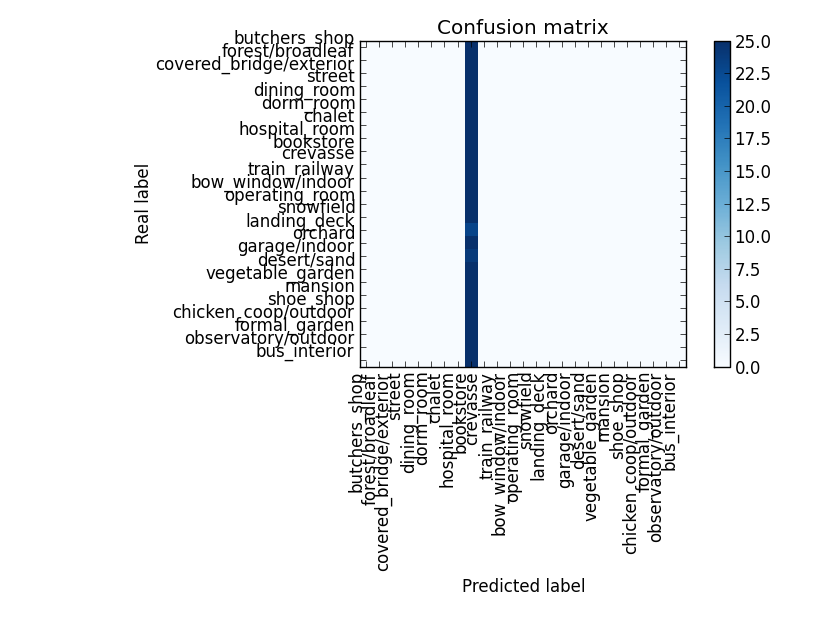 Confusion matrix
butchers_shop
forest/broadleaf
covered_bridge/exterior
street
dining_room
dorm_room
chalet
hospital_room
bookstore
crevasse
train_railway
bow_window/indoor
operating_room
snowfield
landing_deck
orchard
garage/indoor
desert/sand
vegetable_garden
mansion
shoe_shop
chicken_coop/outdoor
formal_garden
observatory/outdoor
bus_interior
Real label
25.0
22.5
20.0
17.5
15.0
12.5
10.0
7.5
5.0
2.5
0.0
butchers_shop
forest/broadleaf
covered_bridge/exterior
street
dining_room
dorm_room
chalet
hospital_room
bookstore
crevasse
train_railway
bow_window/indoor
operating_room
snowfield
landing_deck
orchard
garage/indoor
desert/sand
vegetable_garden
mansion
shoe_shop
chicken_coop/outdoor
formal_garden
observatory/outdoor
bus_interior
Predicted label